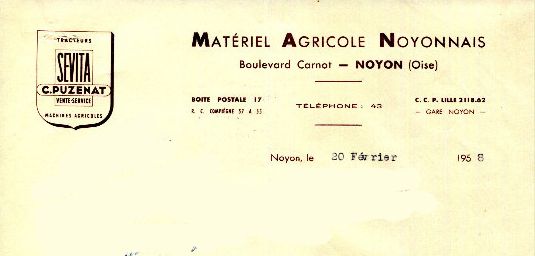 TRACTEURS
SEVITA
C. PUZENAT
VENTE-SERVICE
MACHINES AGRICOLES
MATÉRIEL AGRICOLE NOYONNAIS
Boulevard Carnot — NOYON (Oise)
BOITE POSTALE 17
R. C. COMPIÈGNE 57 A 55
TÉLÉPHONE : 43
C. C. P. LILLE 2118.62
— GARE NOYON —
Noyon, le 20 Février 1958